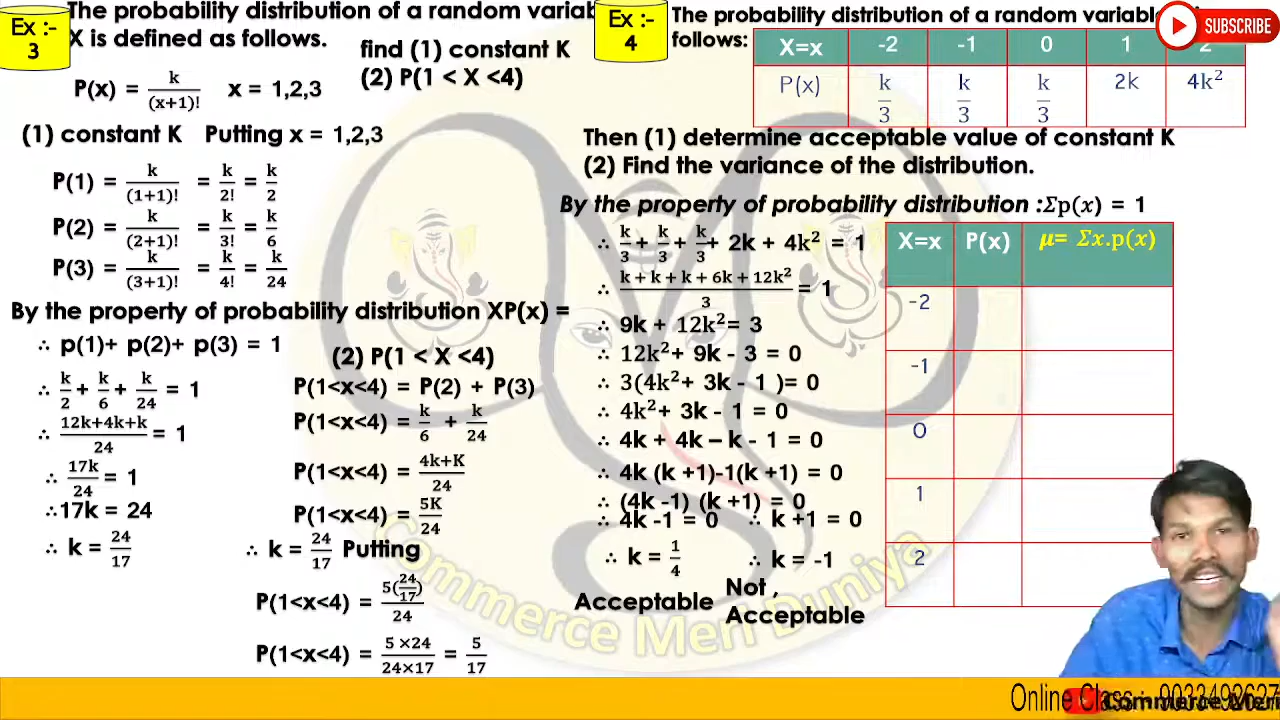 Ex :- 3
The probability distribution of a random variab
X is defined as follows.
find (1) constant K
(2) P(1 < X <4)
P(x) = k/(x+1)!   x = 1,2,3
(1) constant K   Putting x = 1,2,3
P(1) = k/(1+1)! = k/2! = k/2
P(2) = k/(2+1)! = k/3! = k/6
P(3) = k/(3+1)! = k/4! = k/24
By the property of probability distribution XP(x) =
∴ p(1)+ p(2)+ p(3) = 1
∴ k/2 + k/6 + k/24 = 1
∴ 12k+4k+k/24 = 1
∴ 17k/24 = 1
∴17k = 24
∴ k = 24/17
(2) P(1 < X <4)
P(1<x<4) = P(2) + P(3)
P(1<x<4) = k/6 + k/24
P(1<x<4) = 4k+K/24
P(1<x<4) = 5K/24
∴ k = 24/17 Putting
P(1<x<4) = 5(24/17)/24
P(1<x<4) = 5 ×24/24×17 = 5/17
Ex :- 4
The probability distribution of a random variable
follows:
SUBSCRIBE
X=x -2 -1 0 1 2
P(x) k/3 k/3 k/3 2k 4k²
Then (1) determine acceptable value of constant K
(2) Find the variance of the distribution.
By the property of probability distribution :Σp(x) = 1
∴ k/3 + k/3 + k/3 + 2k + 4k² = 1
∴ k + k + k + 6k + 12k²/3 = 1
∴ 9k + 12k²= 3
∴ 12k²+ 9k - 3 = 0
∴ 3(4k²+ 3k - 1 )= 0
∴ 4k²+ 3k - 1 = 0
∴ 4k + 4k – k - 1 = 0
∴ 4k (k +1)-1(k +1) = 0
∴ (4k -1) (k +1) = 0
∴ 4k -1 = 0   ∴ k +1 = 0
∴ k = 1/4   ∴ k = -1
Acceptable   Not ,
Acceptable
X=x P(x) μ= Σx.p(x)
-2
-1
0
1
2
Commerce Meri Duniya
Online Class :- 9033492627
Commerce Meri